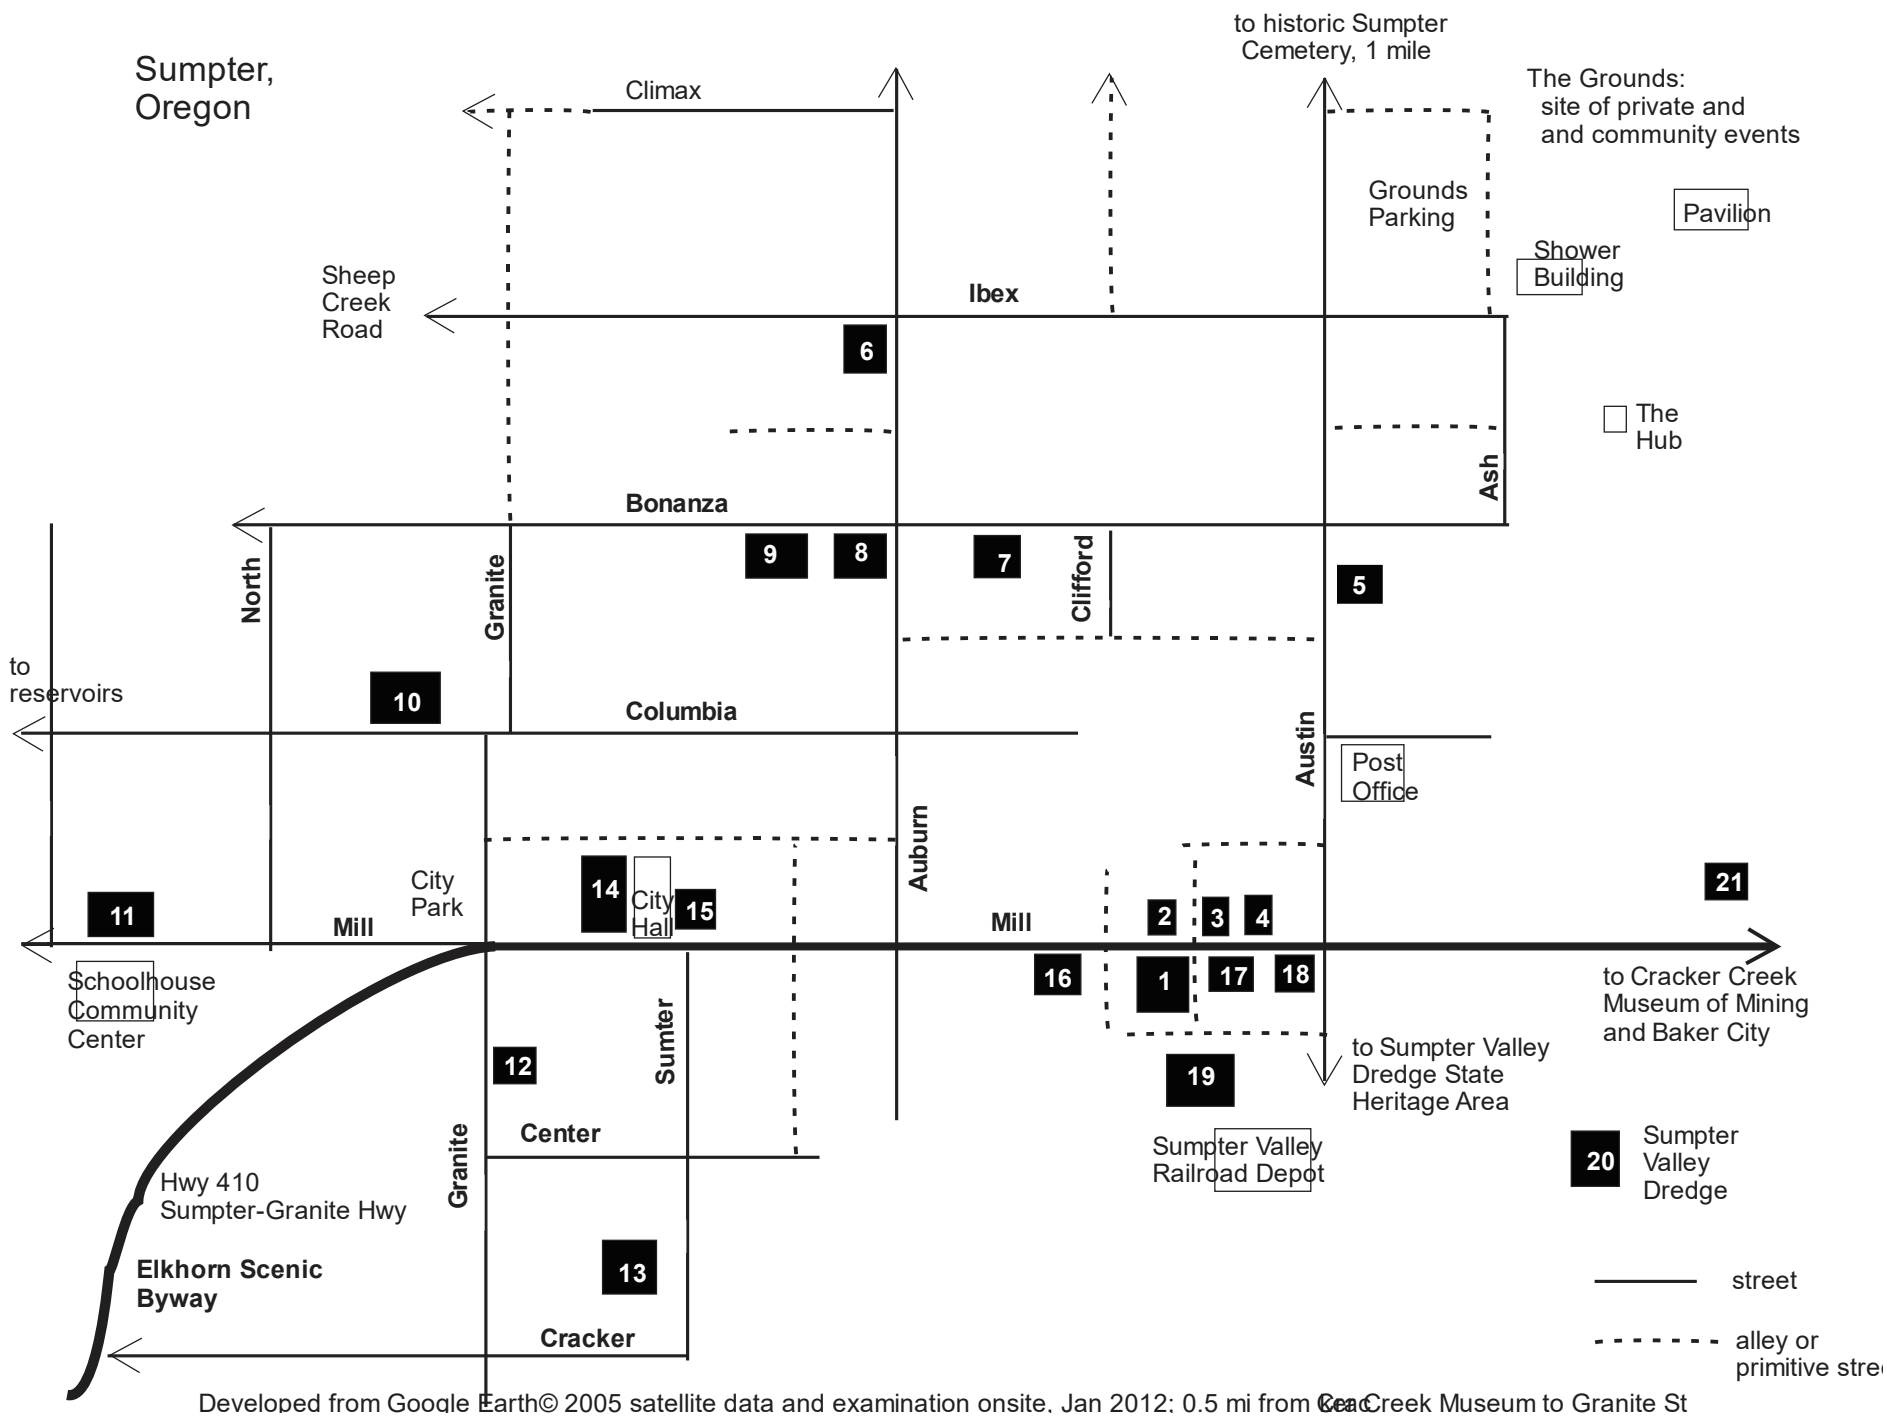 to historic Sumpter
Cemetery, 1 mile
Sumpter,
Oregon
Climax
The Grounds:
site of private and
and community events
Grounds
Parking
Pavilion
Shower
Building
Sheep
Creek
Road
Ibex
6
The
Hub
Ash
Bonanza
North
Granite
9
8
7
Clifford
5
to
reservoirs
10
Columbia
Austin
Post
Office
Auburn
City
Park
14
City
Hall
15
11
Mill
Mill
2
3
4
21
Schoolhouse
Community
Center
16
1
17
18
to Cracker Creek
Museum of Mining
and Baker City
Sumter
12
19
to Sumpter Valley
Dredge State
Heritage Area
Center
Granite
Sumpter Valley
Railroad Depot
20
Sumpter
Valley
Dredge
Hwy 410
Sumpter-Granite Hwy
Elkhorn Scenic
Byway
13
street
Cracker
alley or
primitive
Developed from Google Earth© 2005 satellite data and examination onsite, Jan 2012; 0.5 mi from Creek Museum to Granite St